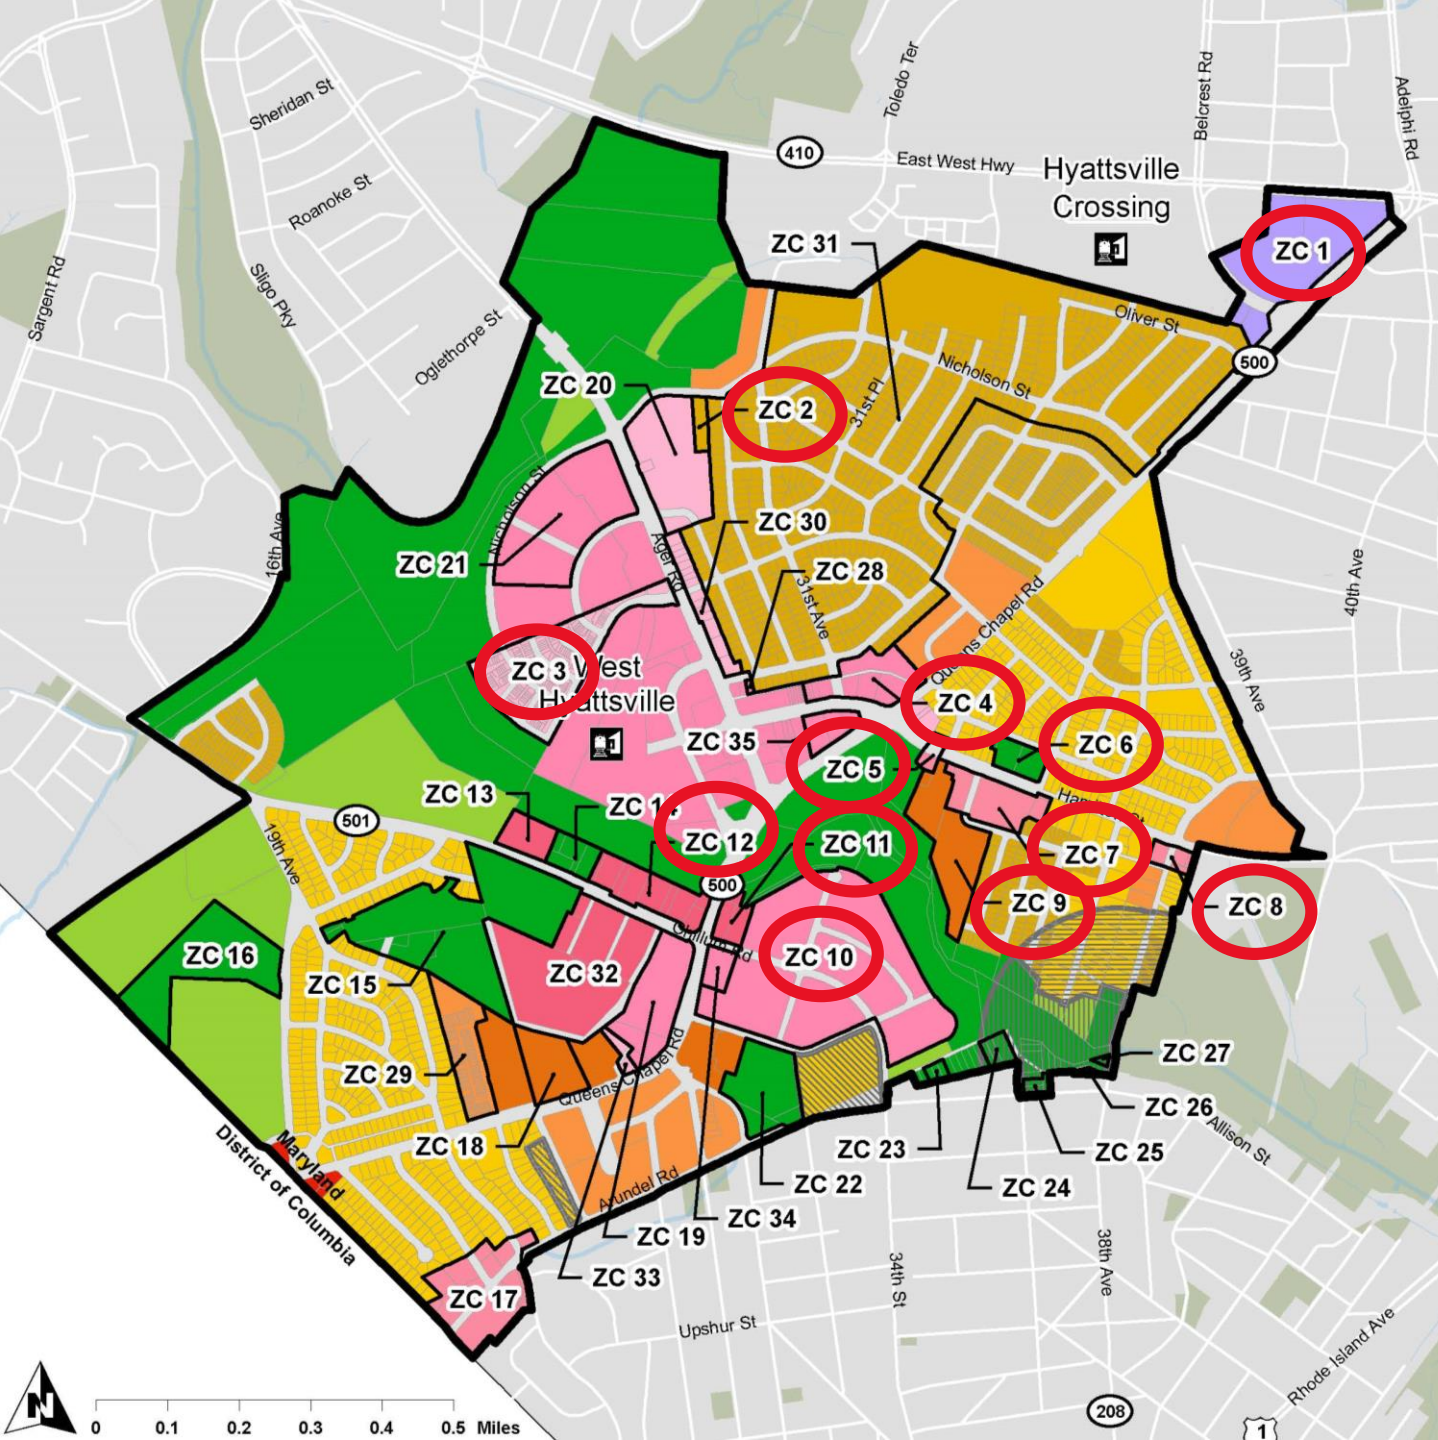 Toledo Ter
Belcrest Rd
Adelphi Rd
Sheridan St
410
East West Hwy
Hyattsville
Crossing
Roanoke St
ZC 31
ZC 1
Sargent Rd
Sligo Pky
Oglethorpe St
Oliver St
500
Nicholson St
ZC 20
ZC 2
31st Pl
Nicholson St
16th Ave
ZC 30
Ager Rd
ZC 21
ZC 28
31st Ave
40th Ave
Queens Chapel Rd
39th Ave
ZC 3
West
Hyattsville
ZC 4
ZC 35
ZC 5
ZC 6
ZC 13
ZC 14
501
19th Ave
ZC 12
ZC 11
ZC 7
500
ZC 9
ZC 8
Chillum Rd
ZC 16
ZC 10
ZC 32
ZC 15
ZC 29
Queens Chapel Rd
ZC 27
ZC 26
Allison St
ZC 18
ZC 23
ZC 25
Maryland
District of Columbia
Arundel Rd
ZC 22
ZC 24
ZC 34
ZC 19
ZC 33
34th St
38th Ave
ZC 17
Upshur St
Rhode Island Ave
N
208
1
0 0.1 0.2 0.3 0.4 0.5 Miles